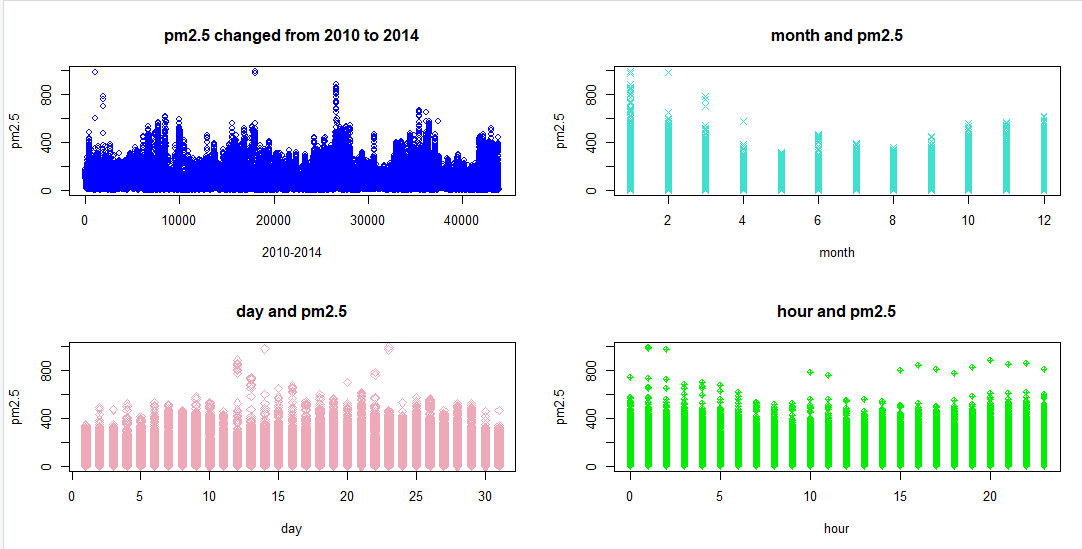 pm2.5 changed from 2010 to 2014
pm2.5
0 400 800
0 10000 20000 30000 40000
2010-2014
month and pm2.5
pm2.5
0 400 800
2 4 6 8 10 12
month
day and pm2.5
pm2.5
0 400 800
0 5 10 15 20 25 30
day
hour and pm2.5
pm2.5
0 400 800
0 5 10 15 20
hour